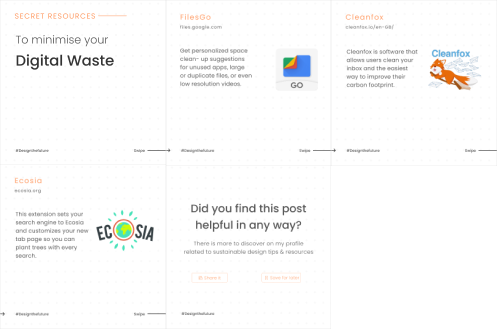 SECRET RESOURCES
To minimise your
Digital Waste
#Designthefuture
Swipe
FilesGo
files.google.com
Get personalized space
clean- up suggestions
for unused apps, large
or duplicate files, or even
low resolution videos.
GO
#Designthefuture
Swipe
Cleanfox
cleanfox.io/en-GB/
Cleanfox is software that
allows users clean your
inbox and the easiest
way to improve their
carbon footprint.
Cleanfox
#Designthefuture
Swipe
Ecosia
ecosia.org
This extension sets your
search engine to Ecosia
and customizes your new
tab page so you can
plant trees with every
search.
ECOSIA
#Designthefuture
Swipe
Did you find this post
helpful in any way?
There is more to discover on my profile
related to sustainable design tips & resources
Share it
Save for later
#Designthefuture